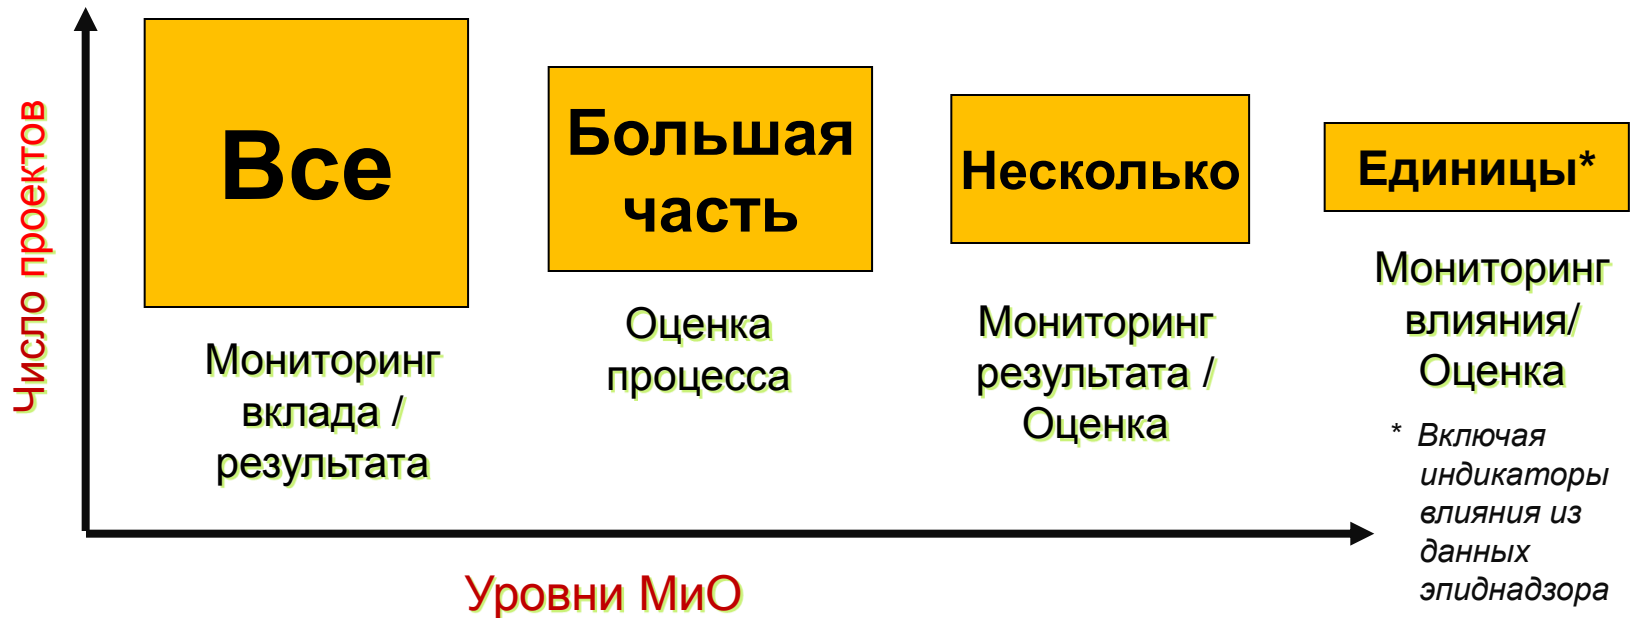 Число проектов
Все
Мониторинг
вклада /
результата
Большая
часть
Оценка
процесса
Несколько
Мониторинг
результата /
Оценка
Единицы*
Мониторинг
влияния/
Оценка
* Включая
индикаторы
влияния из
данных
эпиднадзора
Уровни МиО